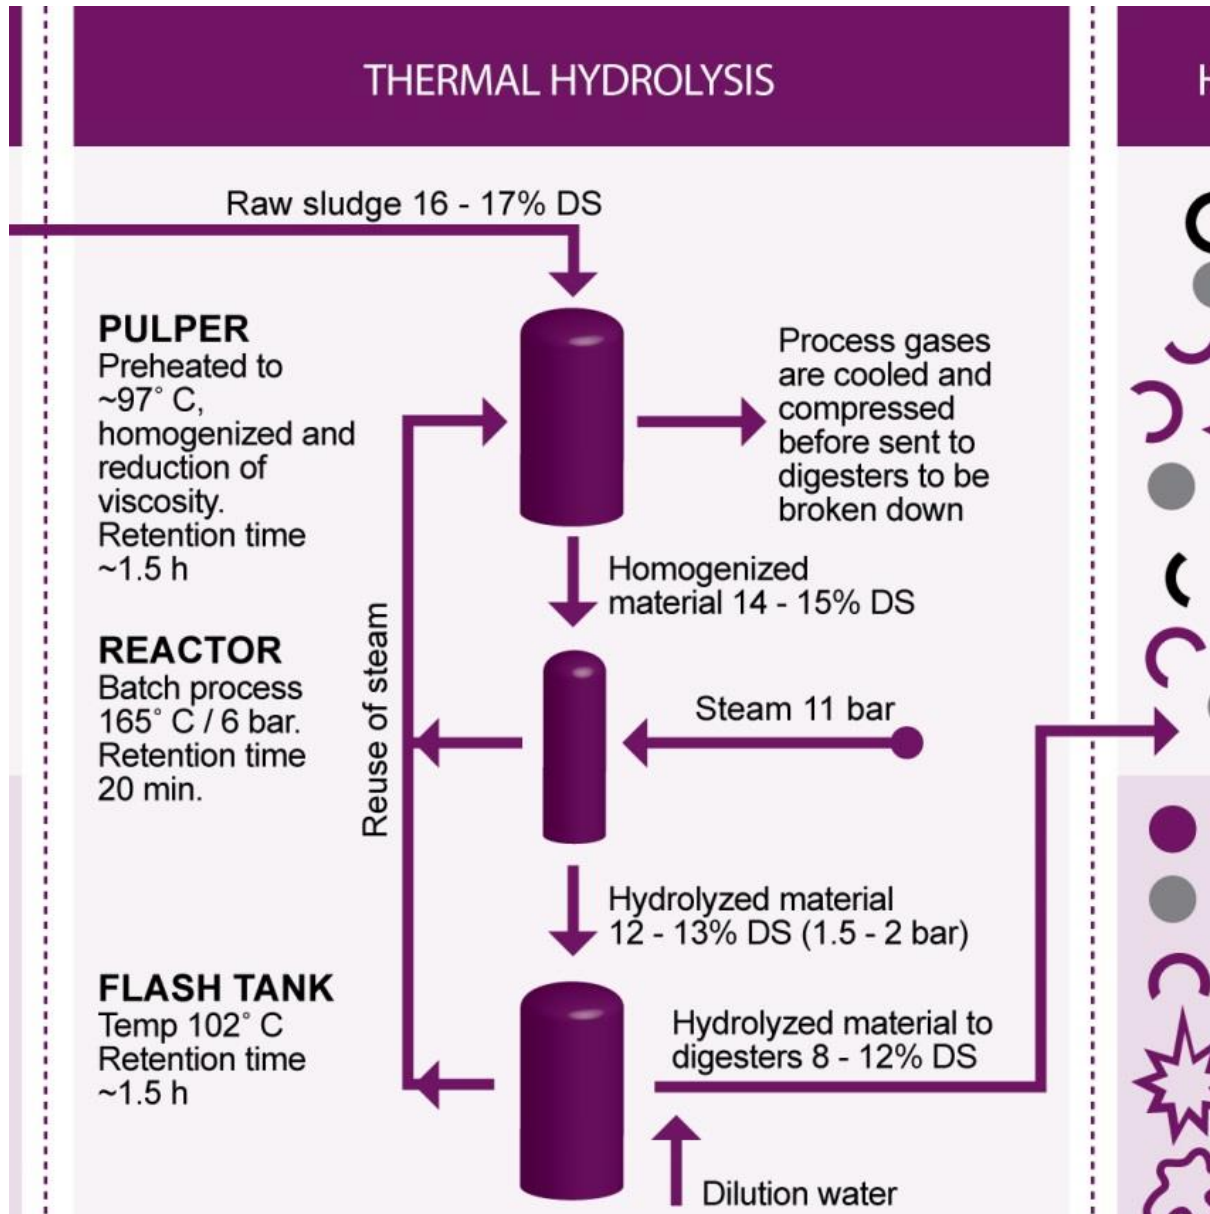 THERMAL HYDROLYSIS
H
Raw sludge 16 - 17% DS
PULPER
Preheated to
~97° C,
homogenized and
reduction of
viscosity.
Retention time
~1.5 h
Process gases
are cooled and
compressed
before sent to
digesters to be
broken down
Homogenized
material 14 - 15% DS
Reuse of steam
REACTOR
Batch process
165° C / 6 bar.
Retention time
20 min.
Steam 11 bar
Hydrolyzed material
12 - 13% DS (1.5 - 2 bar)
FLASH TANK
Temp 102° C
Retention time
~1.5 h
Hydrolyzed material to
digesters 8 - 12% DS
Dilution water